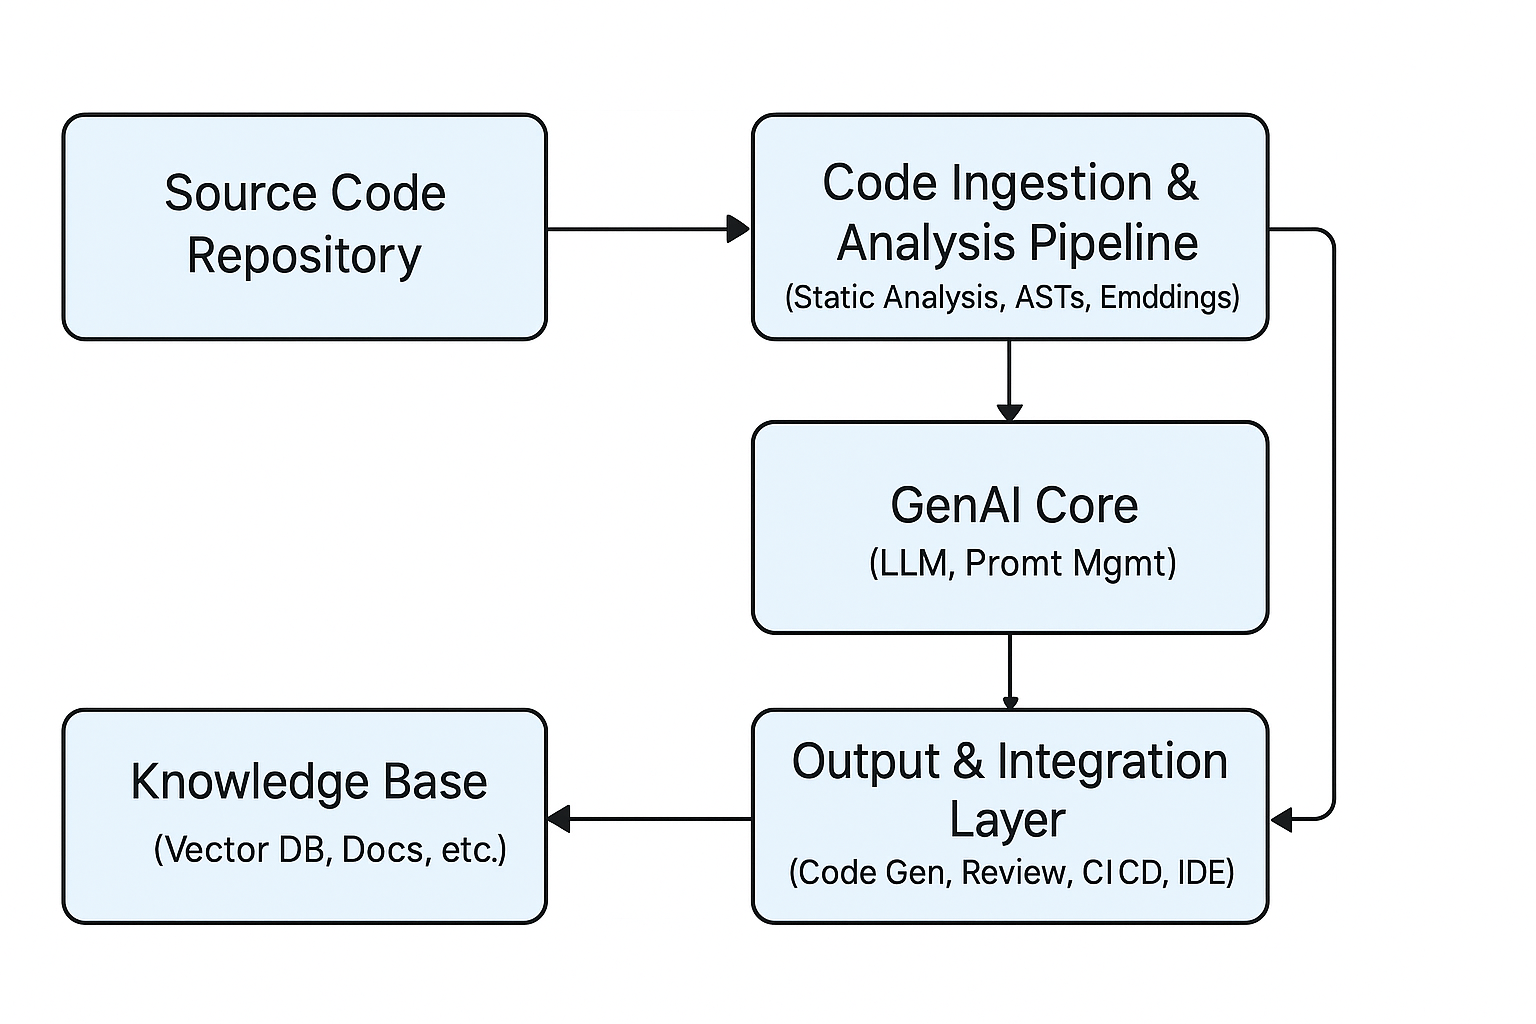 Source Code
Repository
Code Ingestion &
Analysis Pipeline
(Static Analysis, ASTs, Emddings)
GenAI Core
(LLM, Promt Mgmt)
Knowledge Base
(Vector DB, Docs, etc.)
Output & Integration
Layer
(Code Gen, Review, CI CD, IDE)